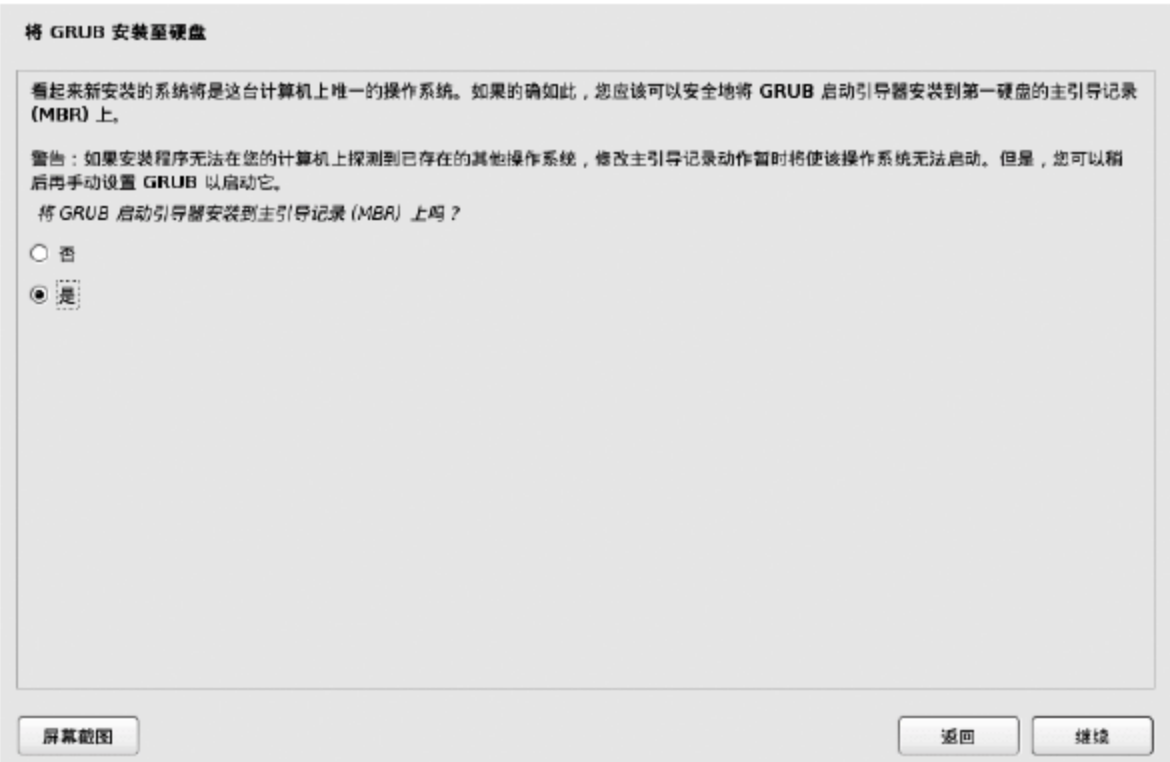 将 GRUB 安装至硬盘
看起来新安装的系统将是这台计算机上唯一的操作系统。如果的确如此，您应该可以安全地将 GRUB 启动引导器安装到第一硬盘的主引导记录
(MBR) 上。
警告：如果安装程序无法在您的计算机上探测到已存在的其他操作系统，修改主引导记录动作暂时将使该操作系统无法启动。但是，您可以稍
后再手动设置 GRUB 以启动它。
将 GRUB 启动引导器安装到主引导记录 (MBR) 上吗？
否
是
屏幕截图
返回
继续